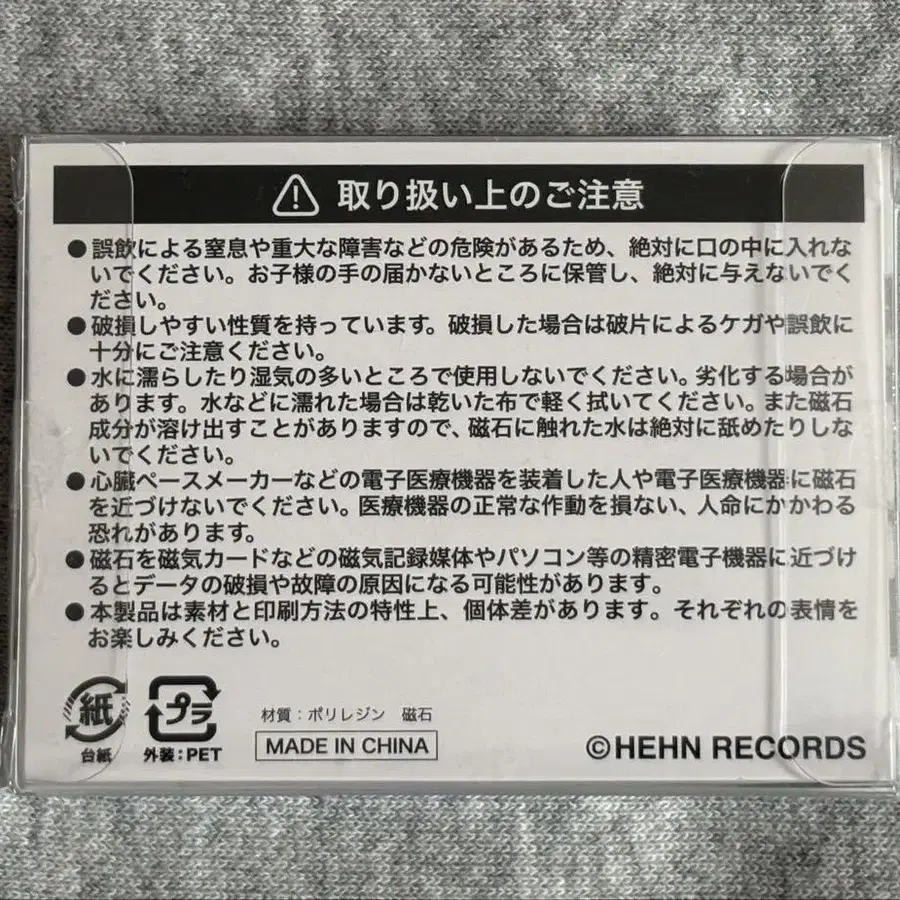 取り扱い上のご注意
●誤飲による窒息や重大な障害などの危険があるため、絶対に口の中に入れな
いでください。お子様の手の届かないところに保管し、絶対に与えないでく
ださい。
●破損しやすい性質を持っています。破損した場合は破片によるケガや誤飲に
十分にご注意ください。
●水に濡らしたり湿気の多いところで使用しないでください。劣化する場合が
あります。水などに濡れた場合は乾いた布で軽く拭いてください。また磁石
成分が溶け出すことがありますので、磁石に触れた水は絶対に舐めたりしな
いでください。
●心臓ペースメーカーなどの電子医療機器を装着した人や電子医療機器に磁石
を近づけないでください。医療機器の正常な作動を損ない、人命にかかわる
恐れがあります。
●磁石を磁気カードなどの磁気記録媒体やパソコン等の精密電子機器に近づけ
るとデータの破損や故障の原因になる可能性があります。
●本製品は素材と印刷方法の特性上、個体差があります。それぞれの表情を
お楽しみください。
紙
台紙
プラ
外装:PET
材質:ポリレジン 磁石
MADE IN CHINA
©HEHN RECORDS